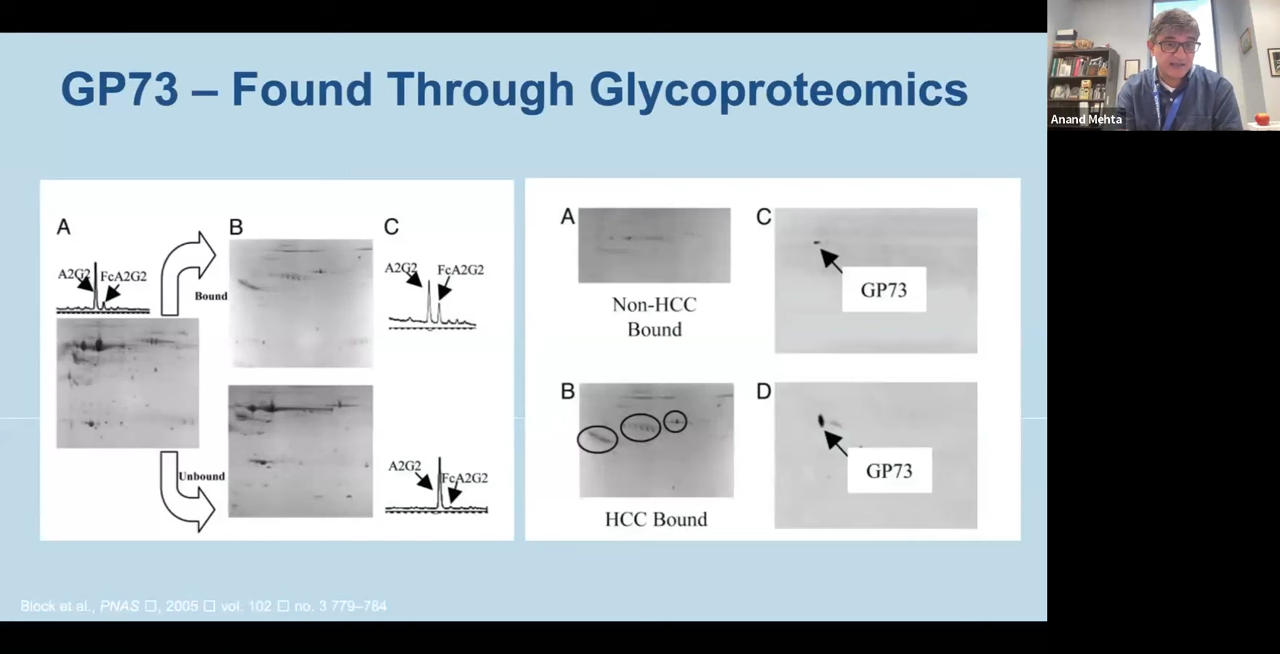 GP73 – Found Through Glycoproteomics
Anand Mehta
A
A2G2
FcA2G2
Bound
Unbound
B
C
A2G2
FcA2G2
A2G2
FcA2G2
A
Non-HCC
Bound
B
HCC Bound
C
GP73
D
GP73
Block et al., PNAS □, 2005 □ vol. 102 □ no. 3 779–784